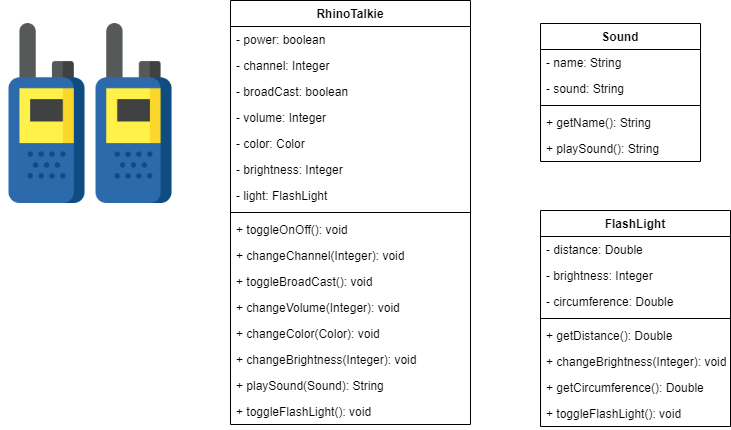 RhinoTalkie
- power: boolean
- channel: Integer
- broadCast: boolean
- volume: Integer
- color: Color
- brightness: Integer
- light: FlashLight
+ toggleOnOff(): void
+ changeChannel(Integer): void
+ toggleBroadCast(): void
+ changeVolume(Integer): void
+ changeColor(Color): void
+ changeBrightness(Integer): void
+ playSound(Sound): String
+ toggleFlashLight(): void
Sound
- name: String
- sound: String
+ getName(): String
+ playSound(): String
FlashLight
- distance: Double
- brightness: Integer
- circumference: Double
+ getDistance(): Double
+ changeBrightness(Integer): void
+ getCircumference(): Double
+ toggleFlashLight(): void